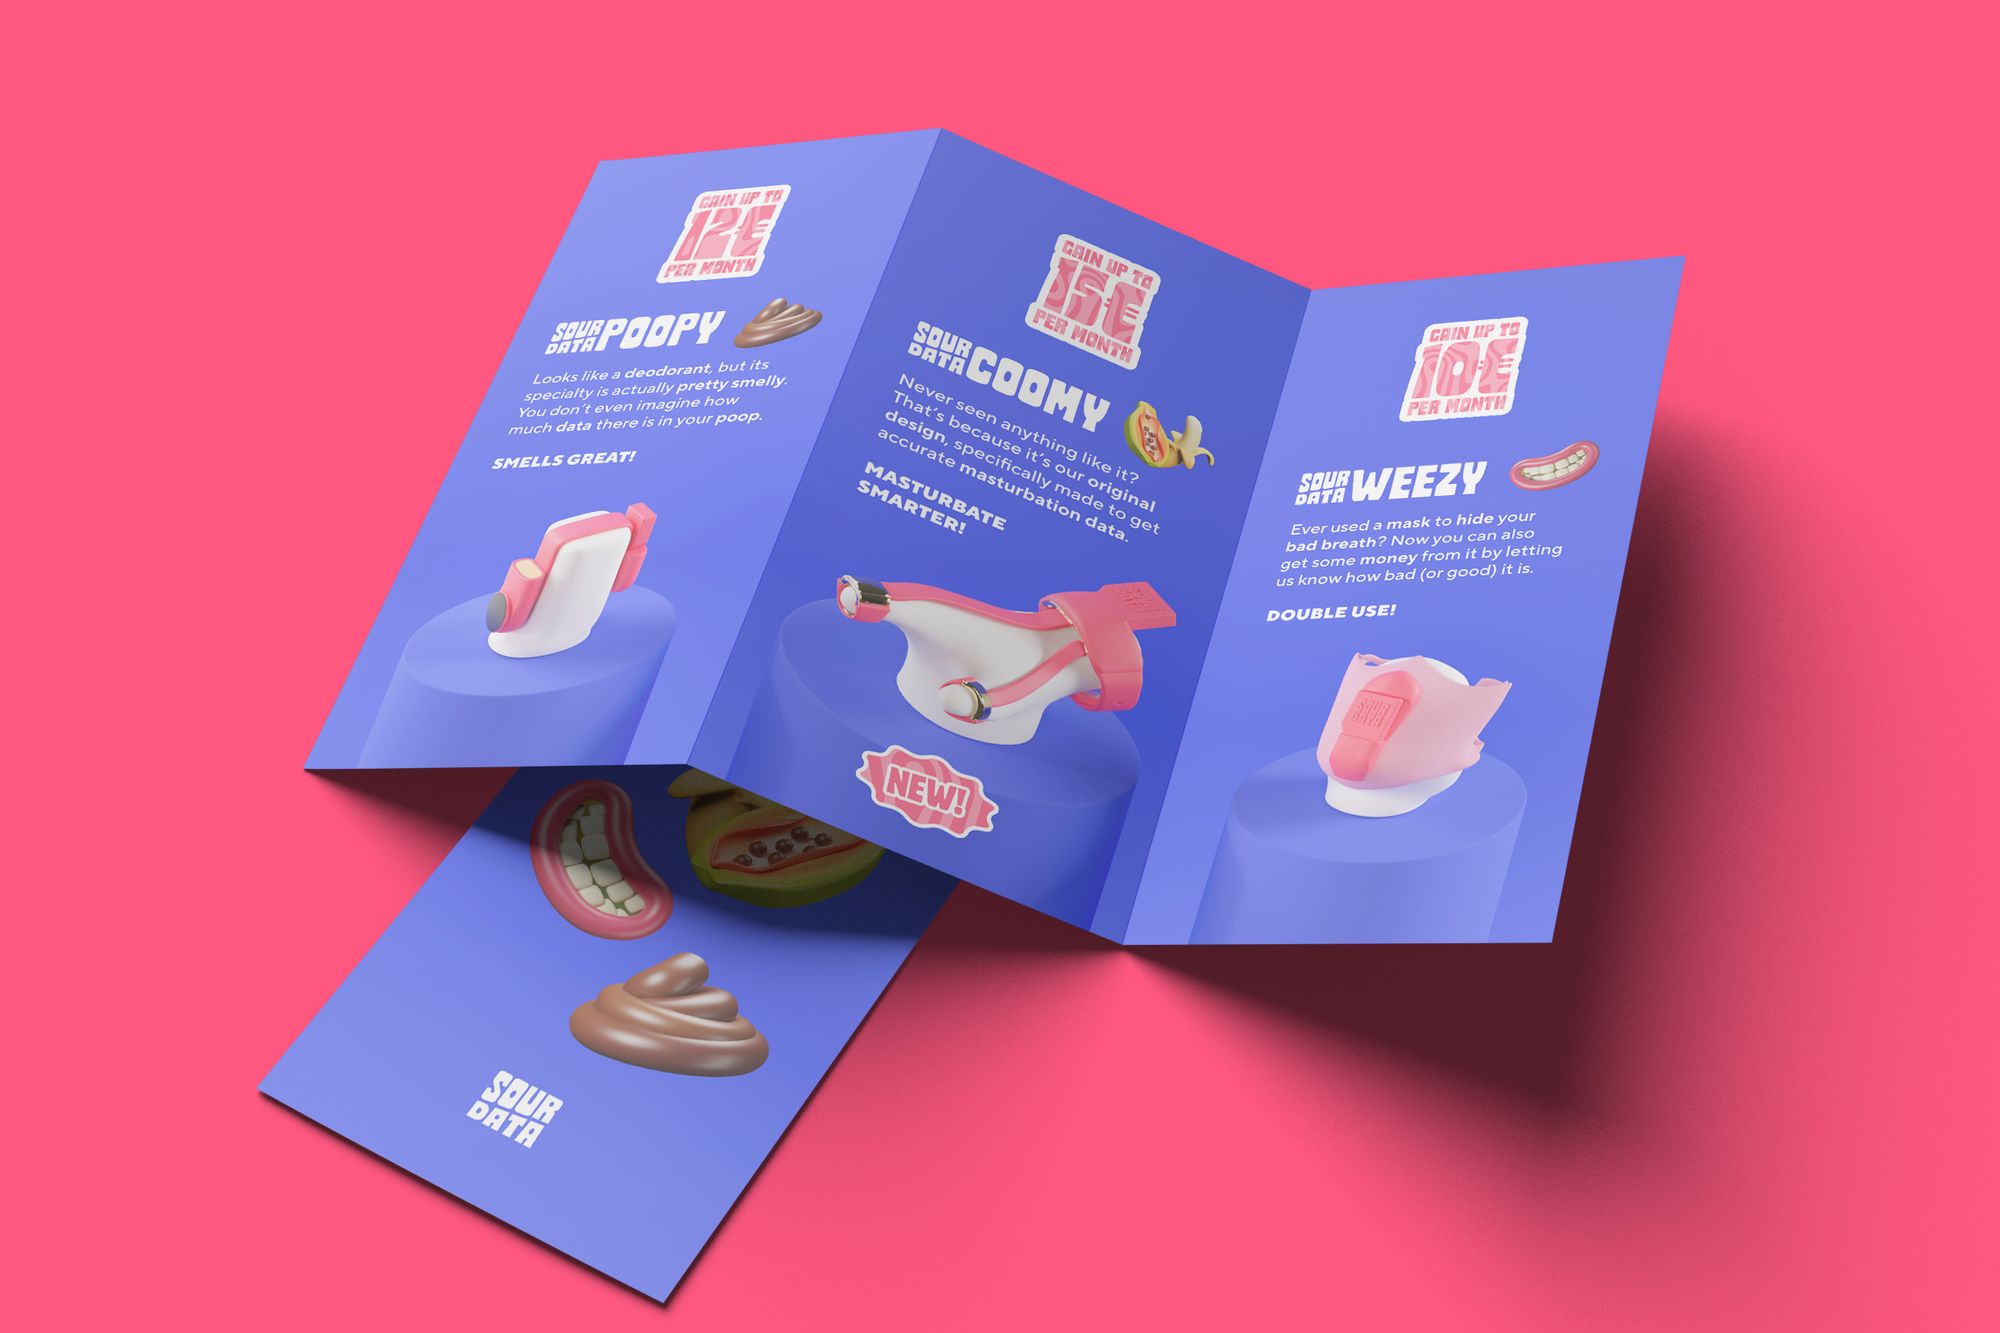 GAIN UP TO
12€
PER MONTH
SOUR
DATA
POOPY
Looks like a deodorant, but its
specialty is actually pretty smelly.
You don't even imagine how
much data there is in your poop.
SMELLS GREAT!
GAIN UP TO
15€
PER MONTH
SOUR
DATA
COOMY
Never seen anything like it?
That's because it's our original
design, specifically made to get
accurate masturbation data.
MASTURBATE
SMARTER!
SOUR
DATA
NEW!
GAIN UP TO
10€
PER MONTH
SOUR
DATA
WEEZY
Ever used a mask to hide your
bad breath? Now you can also
get some money from it by letting
us know how bad (or good) it is.
DOUBLE USE!
SOUR
DATA
SOUR
DATA